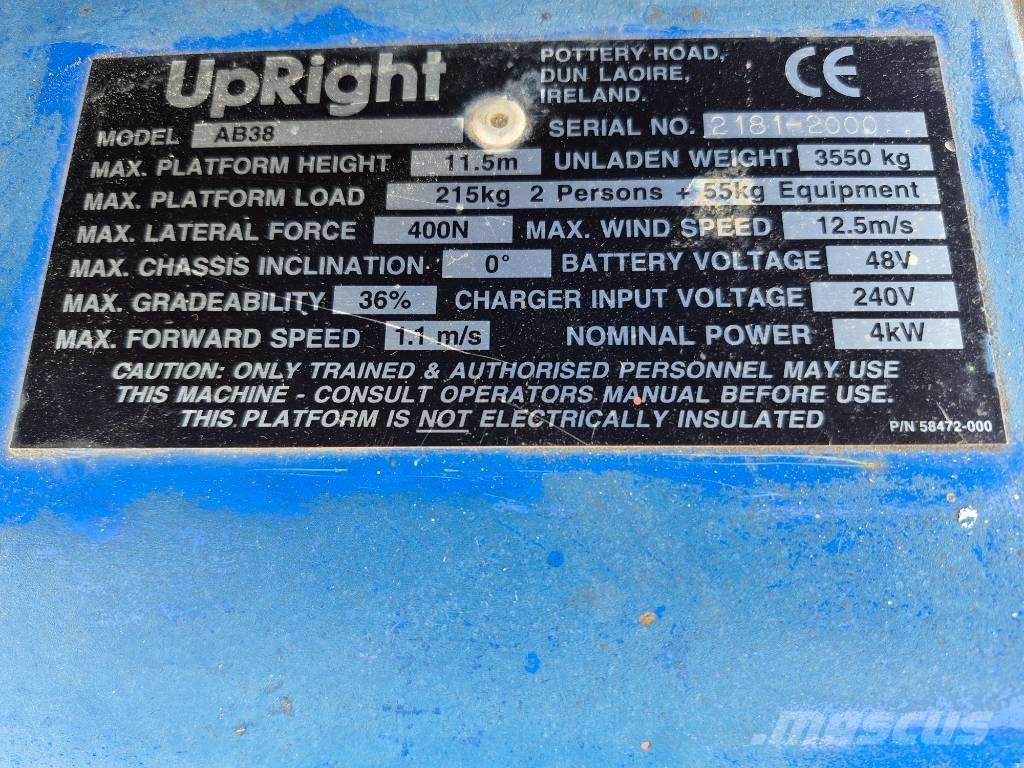 UpRight
POTTERY ROAD,
DUN LAOIRE,
IRELAND.
CE
MODEL AB38 SERIAL NO. 2181-2000
MAX. PLATFORM HEIGHT 11.5m UNLADEN WEIGHT 3550 kg
MAX. PLATFORM LOAD 215kg 2 Persons + 55kg Equipment
MAX. LATERAL FORCE 400N MAX. WIND SPEED 12.5m/s
MAX. CHASSIS INCLINATION 0° BATTERY VOLTAGE 48V
MAX. GRADEABILITY 36% CHARGER INPUT VOLTAGE 240V
MAX. FORWARD SPEED 1.1 m/s NOMINAL POWER 4kW
CAUTION: ONLY TRAINED & AUTHORISED PERSONNEL MAY USE
THIS MACHINE - CONSULT OPERATORS MANUAL BEFORE USE.
THIS PLATFORM IS NOT ELECTRICALLY INSULATED
P/N 58472-000
mascus